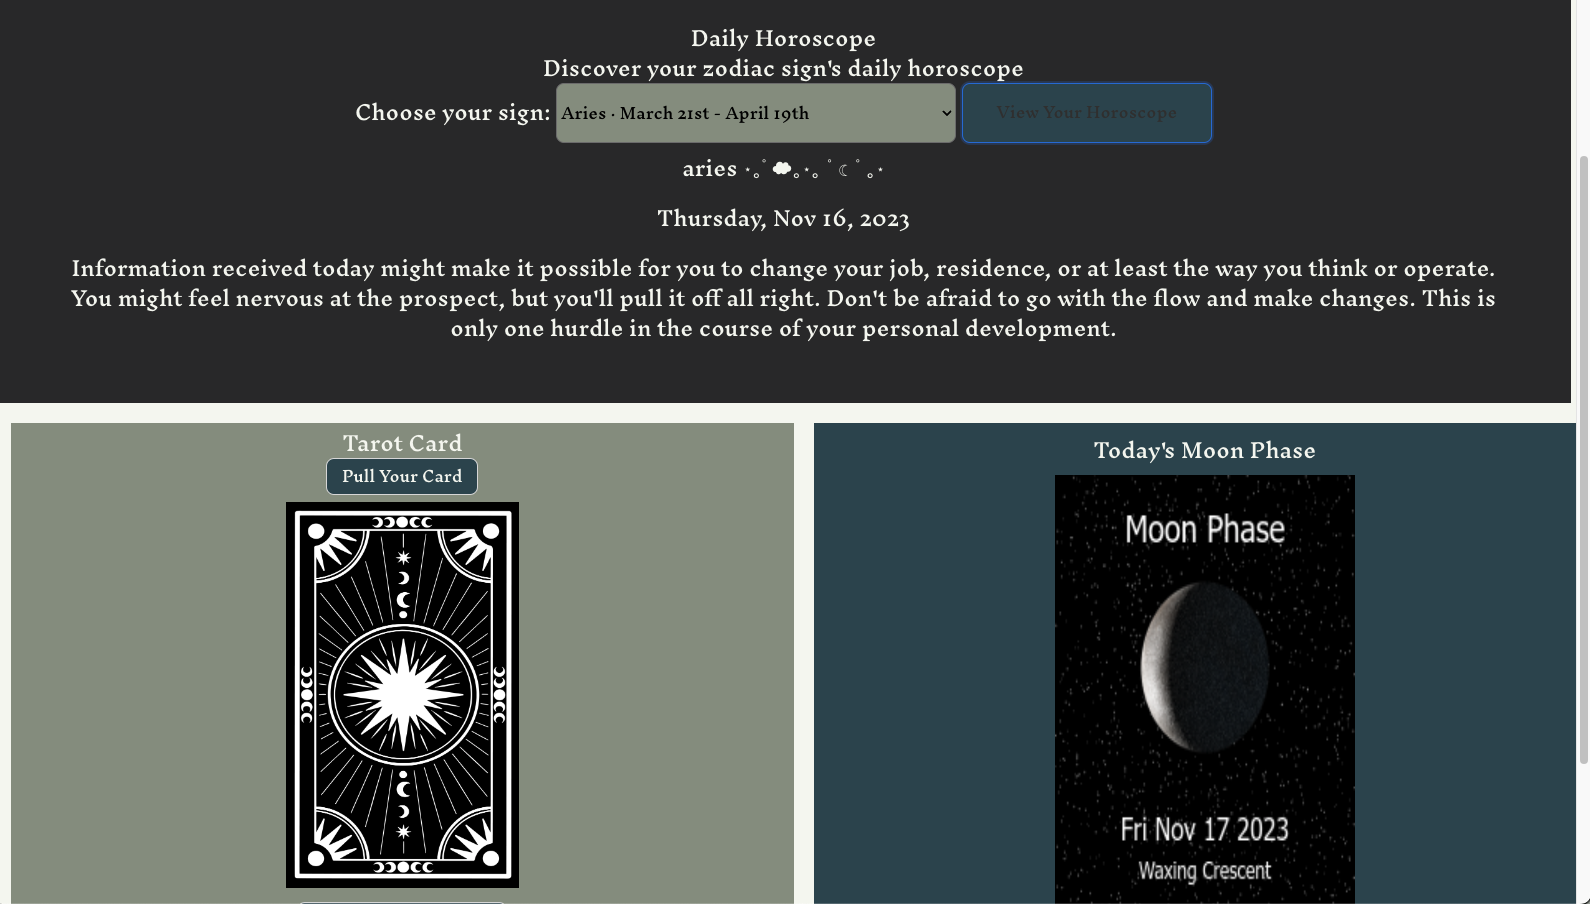 Daily Horoscope
Discover your zodiac sign's daily horoscope
Choose your sign: Aries · March 21st - April 19th View Your Horoscope
aries ⋆｡ﾟ☁︎｡⋆｡ ﾟ☾ ﾟ｡⋆
Thursday, Nov 16, 2023
Information received today might make it possible for you to change your job, residence, or at least the way you think or operate.
You might feel nervous at the prospect, but you'll pull it off all right. Don't be afraid to go with the flow and make changes. This is
only one hurdle in the course of your personal development.
Tarot Card
Pull Your Card
Today's Moon Phase
Moon Phase
Fri Nov 17 2023
Waxing Crescent